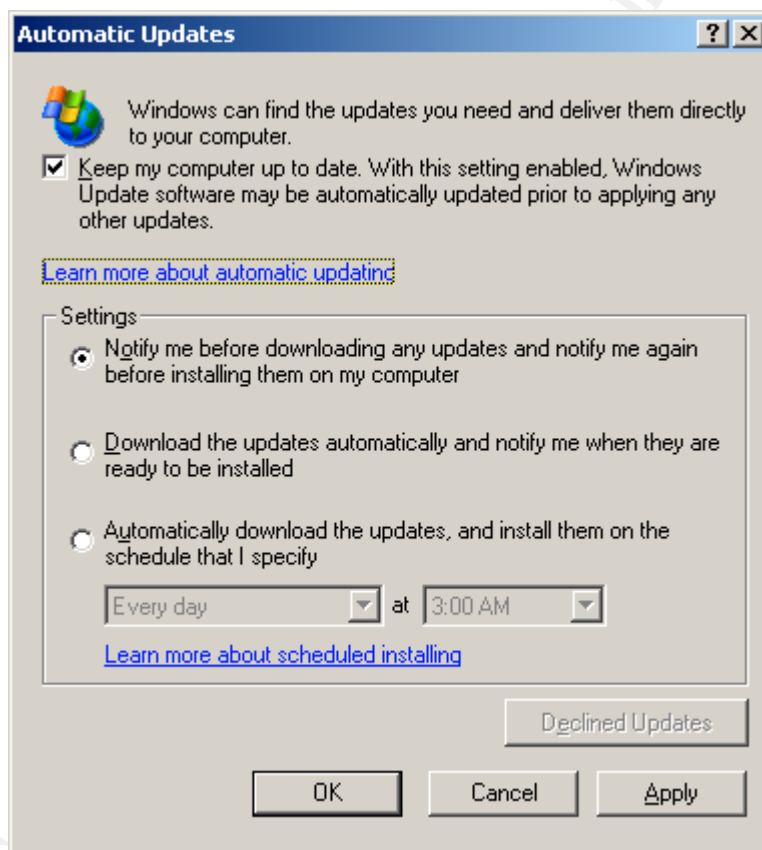 Automatic Updates
Windows can find the updates you need and deliver them directly
to your computer.
Keep my computer up to date. With this setting enabled, Windows
Update software may be automatically updated prior to applying any
other updates.
Learn more about automatic updating
Settings
Notify me before downloading any updates and notify me again
before installing them on my computer
Download the updates automatically and notify me when they are
ready to be installed
Automatically download the updates, and install them on the
schedule that I specify
Every day at 3:00 AM
Learn more about scheduled installing
Declined Updates
OK Cancel Apply